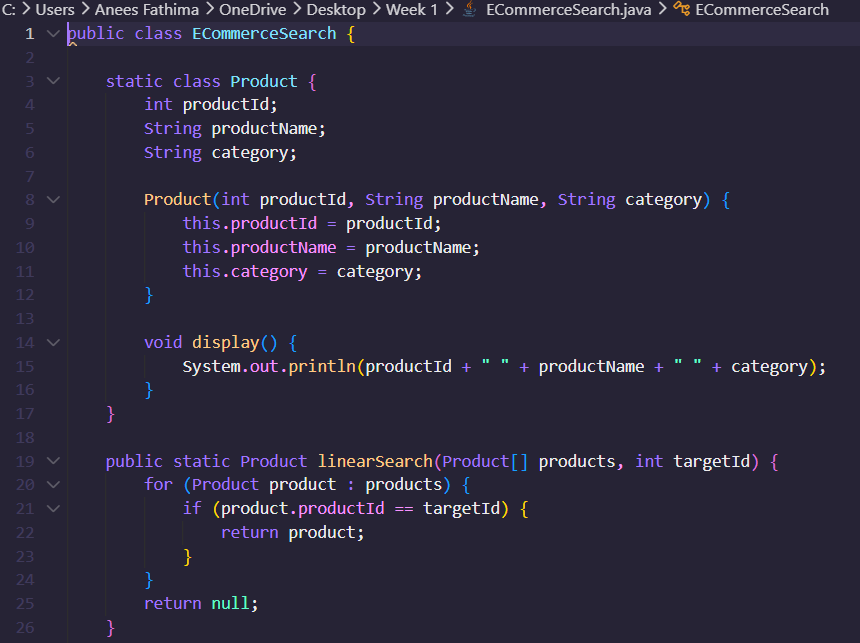 C: > Users > Anees Fathima > OneDrive > Desktop > Week 1 > ECommerceSearch.java > ECommerceSearch
1 public class ECommerceSearch {
2
3     static class Product {
4         int productId;
5         String productName;
6         String category;
7
8         Product(int productId, String productName, String category) {
9             this.productId = productId;
10             this.productName = productName;
11             this.category = category;
12         }
13
14         void display() {
15             System.out.println(productId + " " + productName + " " + category);
16         }
17     }
18
19     public static Product linearSearch(Product[] products, int targetId) {
20         for (Product product : products) {
21             if (product.productId == targetId) {
22                 return product;
23             }
24         }
25         return null;
26     }